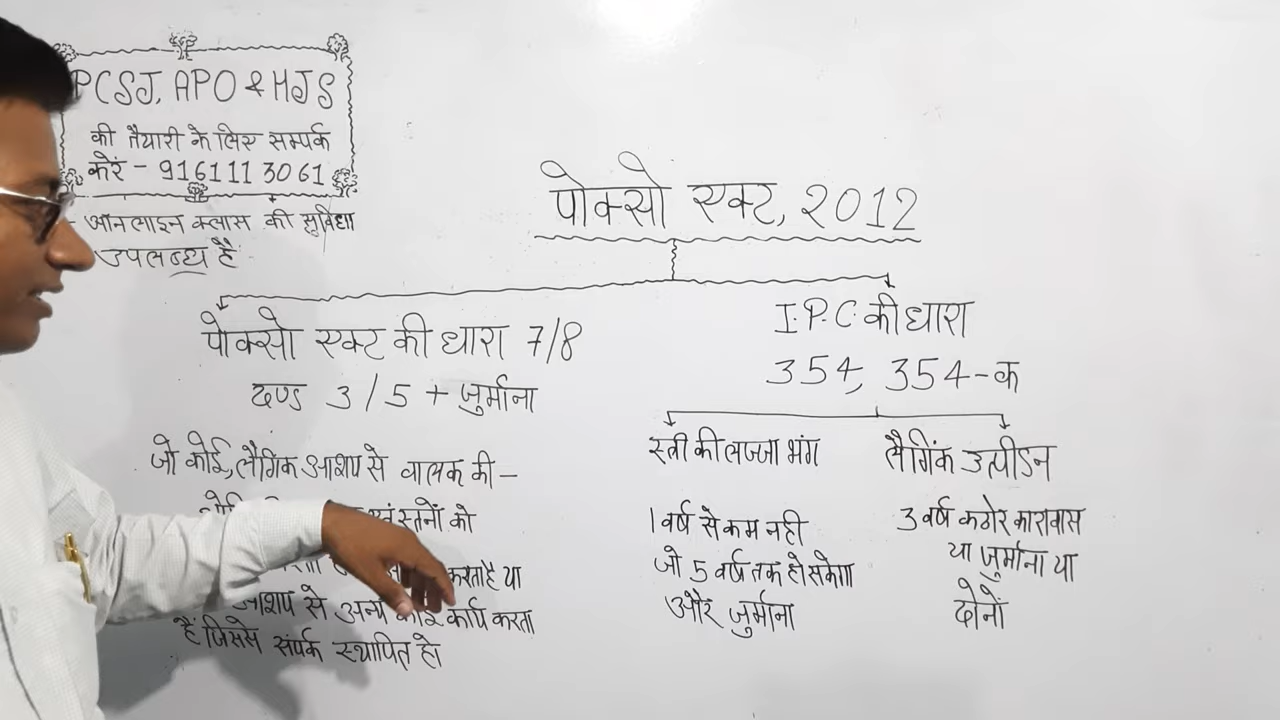 PCSJ, APO & HJS
की तैयारी के लिए सम्पर्क
करें - 9161113061
ऑनलाइन क्लास की सुविधा
उपलब्ध है
पोक्सो एक्ट, 2012
पोक्सो एक्ट की धारा 7/8
दण्ड 3/5 + जुर्माना
जो कोई, लैंगिक आशय से बालक की -
स्तनों को
करता है या
आशय से अन्य कोई कार्य करता
है जिससे संपर्क स्थापित हो
I.P.C. की धारा
354, 354-क
स्त्री की लज्जा भंग
1 वर्ष से कम नही
जो 5 वर्ष तक हो सकेगा
और जुर्माना
लैगिंक उत्पीडन
3 वर्ष कठोर कारावास
या जुर्माना या
दोनों